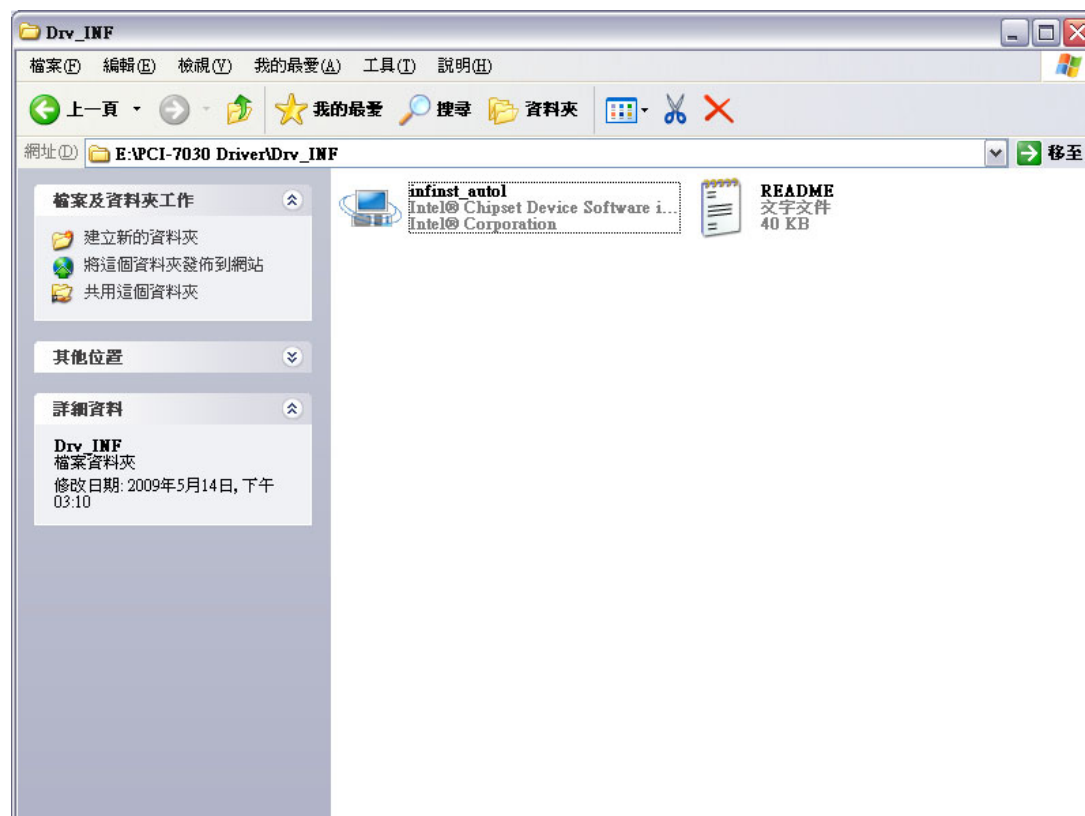 Drv_INF
檔案(F) 編輯(E) 檢視(V) 我的最愛(A) 工具(T) 說明(H)
上一頁 我的最愛 搜尋 資料夾
網址(D) E:\PCI-7030 Driver\Drv_INF 移至
檔案及資料夾工作
建立新的資料夾
將這個資料夾發佈到網站
共用這個資料夾
其他位置
詳細資料
Drv_INF
檔案資料夾
修改日期: 2009年5月14日, 下午
03:10
infinst_autol
Intel® Chipset Device Software i...
Intel® Corporation
README
文字文件
40 KB